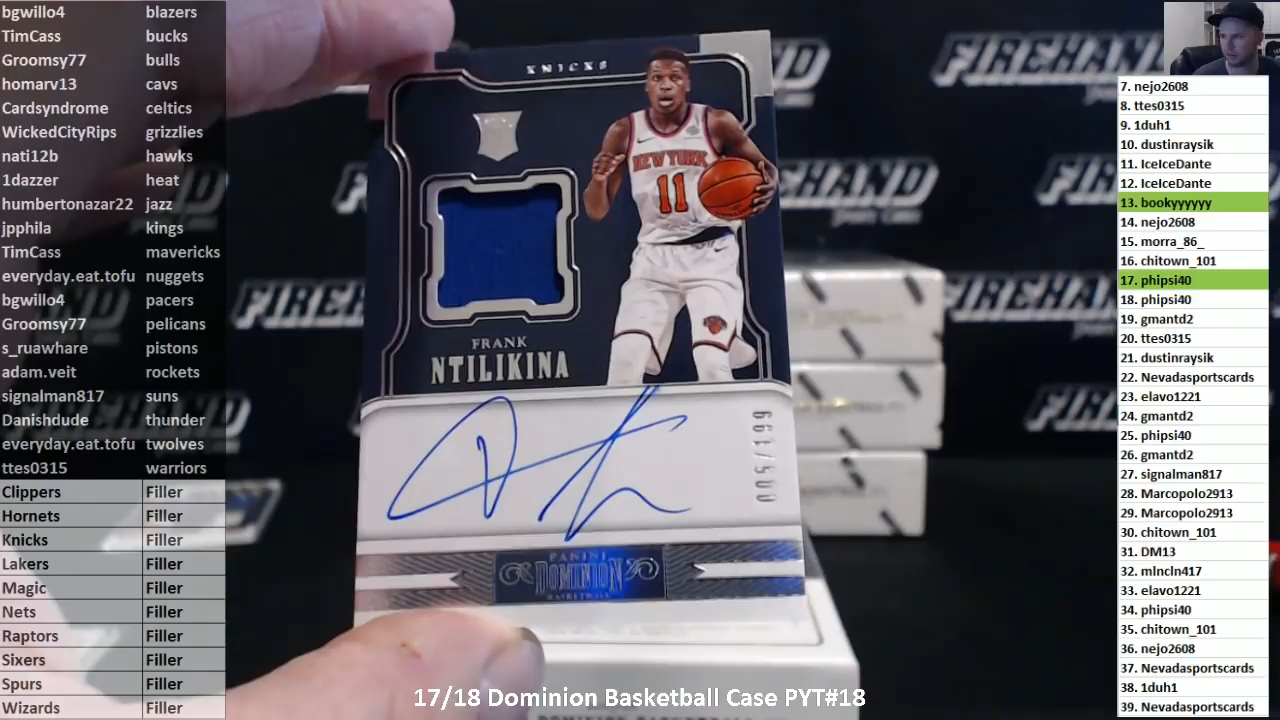 bgwillo4 blazers
TimCass bucks
Groomsy77 bulls
homarv13 cavs
Cardsyndrome celtics
WickedCityRips grizzlies
nati12b hawks
1dazzer heat
humbertonazar22 jazz
jpphila kings
TimCass mavericks
everyday.eat.tofu nuggets
bgwillo4 pacers
Groomsy77 pelicans
s_ruawhare pistons
adam.veit rockets
signalman817 suns
Danishdude thunder
everyday.eat.tofu twolves
ttes0315 warriors
Clippers Filler
Hornets Filler
Knicks Filler
Lakers Filler
Magic Filler
Nets Filler
Raptors Filler
Sixers Filler
Spurs Filler
Wizards Filler
KNICKS
NEW YORK
11
FRANK
NTILIKINA
005/199
PANINI
DOMINION
BASKETBALL
FIREHAND
FIREHAND
FIREHAND
17/18 Dominion Basketball Case PYT#18
7. nejo2608
8. ttes0315
9. 1duh1
10. dustinraysik
11. IceIceDante
12. IceIceDante
13. bookyyyyyy
14. nejo2608
15. morra_86_
16. chitown_101
17. phipsi40
18. phipsi40
19. gmantd2
20. ttes0315
21. dustinraysik
22. Nevadasportscards
23. elavo1221
24. gmantd2
25. phipsi40
26. gmantd2
27. signalman817
28. Marcopolo2913
29. Marcopolo2913
30. chitown_101
31. DM13
32. mlncln417
33. elavo1221
34. phipsi40
35. chitown_101
36. nejo2608
37. Nevadasportscards
38. 1duh1
39. Nevadasportscards